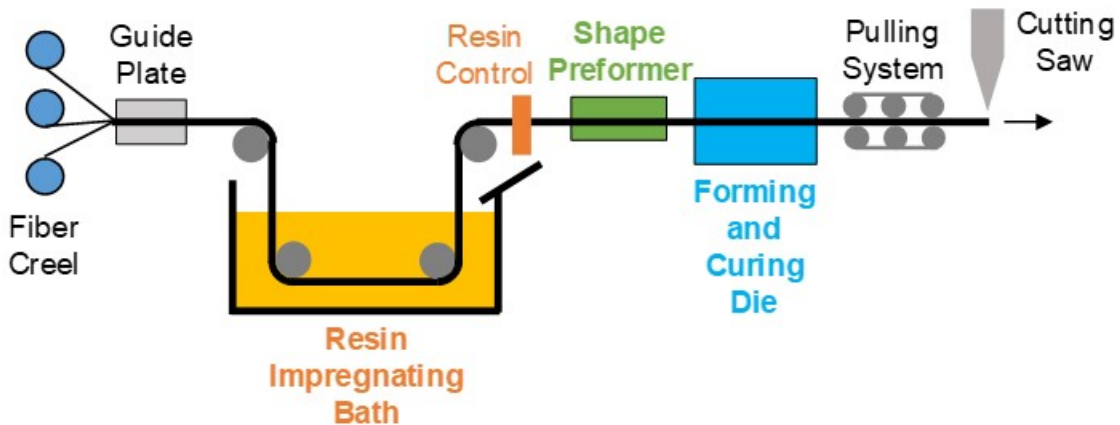 Fiber
Creel
Guide
Plate
Resin
Impregnating
Bath
Resin
Control
Shape
Preformer
Forming
and
Curing
Die
Pulling
System
Cutting
Saw